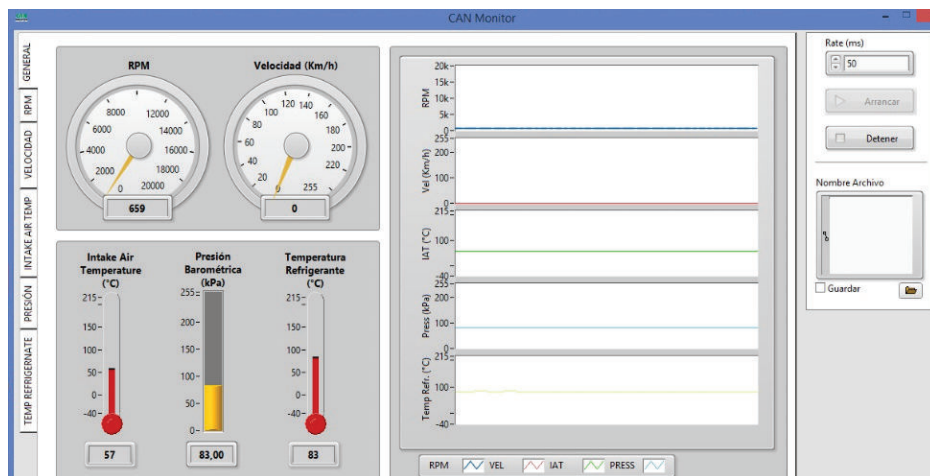 CAN Monitor
GENERAL
RPM
VELOCIDAD
INTAKE AIR TEMP
PRESIÓN
TEMP REFRIGERNATE
RPM
0
2000
4000
6000
8000
12000
14000
16000
18000
20000
659
Velocidad (Km/h)
0
20
40
60
80
100
120
140
160
180
200
220
255
0
Intake Air
Temperature
(°C)
215
150
100
50
0
-40
57
Presión
Barométrica
(kPa)
255
200
150
100
50
0
83,00
Temperatura
Refrigerante
(°C)
215
150
100
50
0
-40
83
RPM
20k
15k
10k
5k
0
Vel (Km/h)
255
200
100
0
IAT (°C)
215
100
-40
Press (kPa)
255
200
100
0
Temp Refr. (°C)
215
100
-40
RPM VEL IAT PRESS
Rate (ms)
50
Arrancar
Detener
Nombre Archivo
Guardar